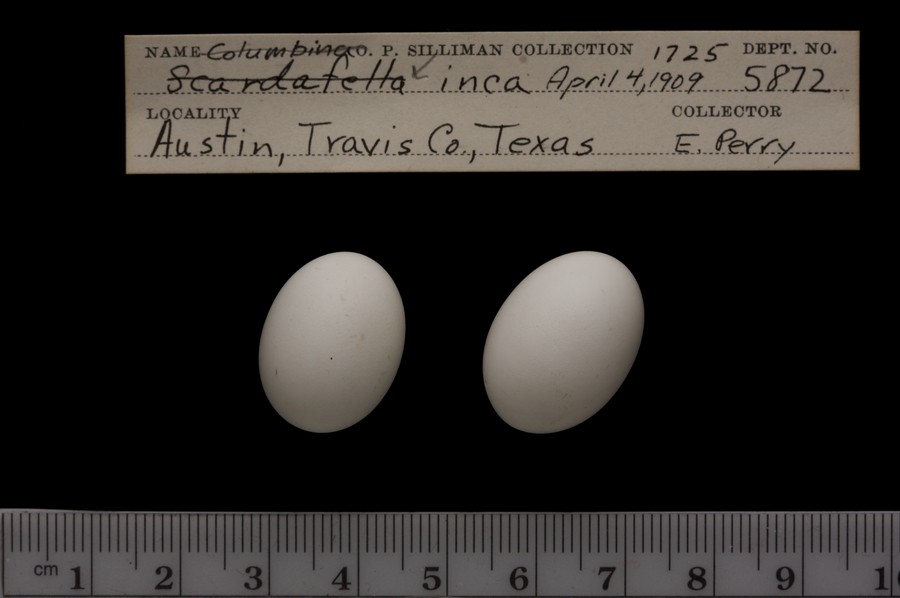 NAME Columbina O. P. SILLIMAN COLLECTION 1725 DEPT. NO.
Scardafella inca April 4, 1909 5872
LOCALITY COLLECTOR
Austin, Travis Co., Texas E. Perry
cm 1 2 3 4 5 6 7 8 9 1